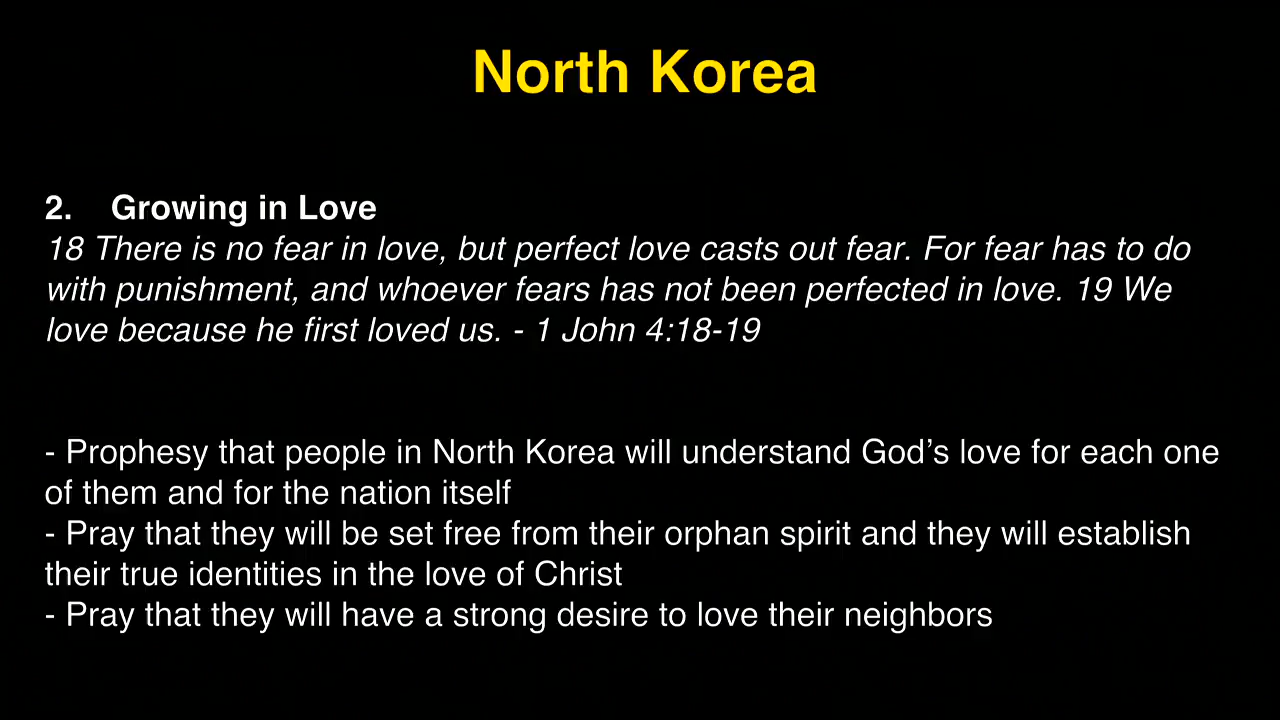 North Korea
2. Growing in Love
18 There is no fear in love, but perfect love casts out fear. For fear has to do
with punishment, and whoever fears has not been perfected in love. 19 We
love because he first loved us. - 1 John 4:18-19
- Prophesy that people in North Korea will understand God’s love for each one
of them and for the nation itself
- Pray that they will be set free from their orphan spirit and they will establish
their true identities in the love of Christ
- Pray that they will have a strong desire to love their neighbors